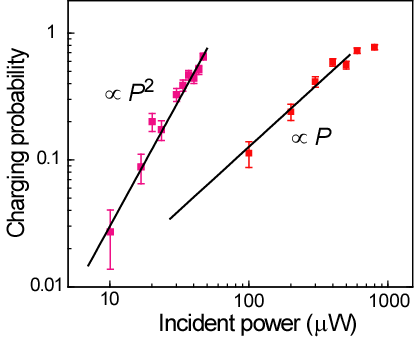 1
∝ P²
∝ P
0.1
0.01
10
100
1000
Charging probability
Incident power (μW)